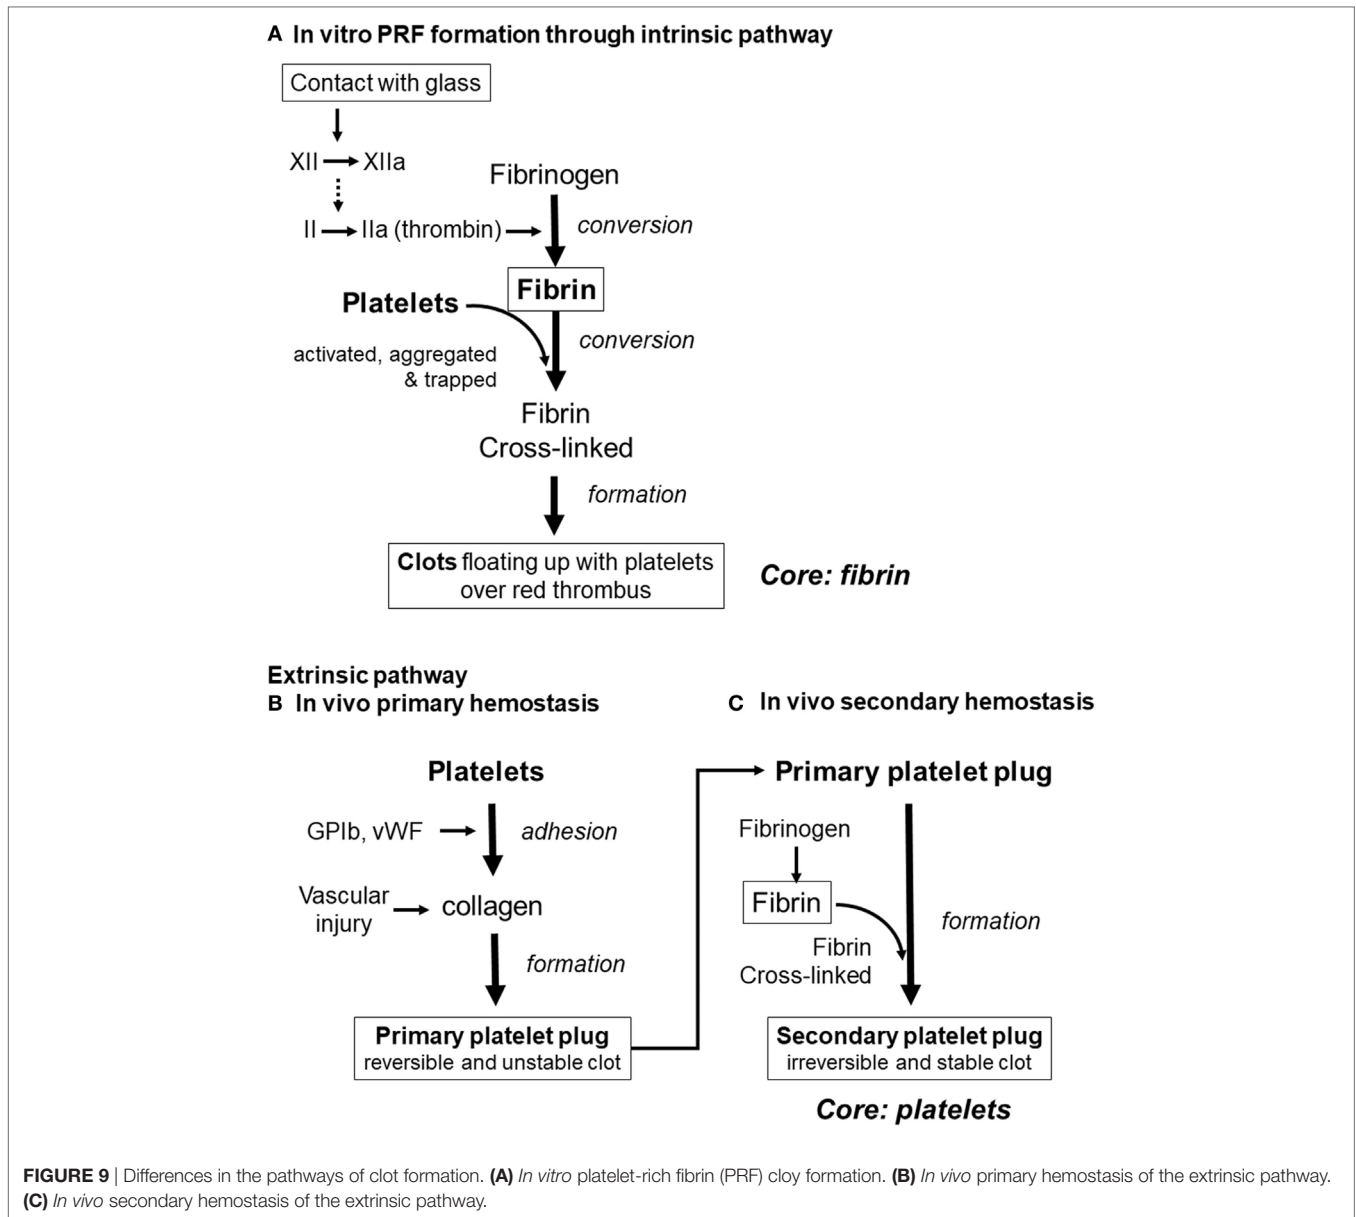 A In vitro PRF formation through intrinsic pathway
Contact with glass
XII XIIa
Fibrinogen
II IIa (thrombin)
conversion
Fibrin
Platelets
conversion
activated, aggregated
& trapped
Fibrin
Cross-linked
formation
Clots floating up with platelets
over red thrombus
Core: fibrin
Extrinsic pathway
B In vivo primary hemostasis
Platelets
GPIb, vWF
adhesion
Vascular
injury
collagen
formation
Primary platelet plug
reversible and unstable clot
C In vivo secondary hemostasis
Primary platelet plug
Fibrinogen
Fibrin
formation
Fibrin
Cross-linked
Secondary platelet plug
irreversible and stable clot
Core: platelets
FIGURE 9 | Differences in the pathways of clot formation. (A) In vitro platelet-rich fibrin (PRF) cloy formation. (B) In vivo primary hemostasis of the extrinsic pathway.
(C) In vivo secondary hemostasis of the extrinsic pathway.